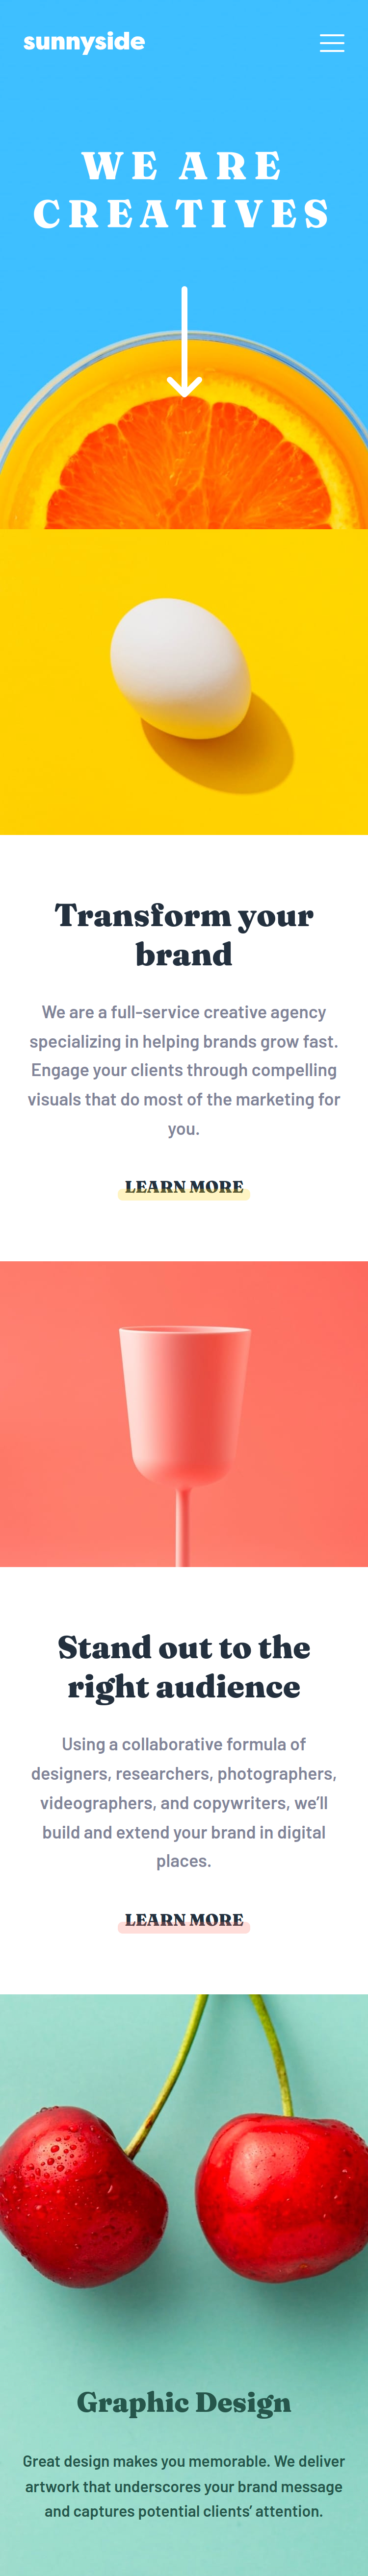 sunnyside
WE ARE
CREATIVES
Transform your
brand
We are a full-service creative agency
specializing in helping brands grow fast.
Engage your clients through compelling
visuals that do most of the marketing for
you.
LEARN MORE
Stand out to the
right audience
Using a collaborative formula of
designers, researchers, photographers,
videographers, and copywriters, we’ll
build and extend your brand in digital
places.
LEARN MORE
Graphic Design
Great design makes you memorable. We deliver
artwork that underscores your brand message
and captures potential clients’ attention.